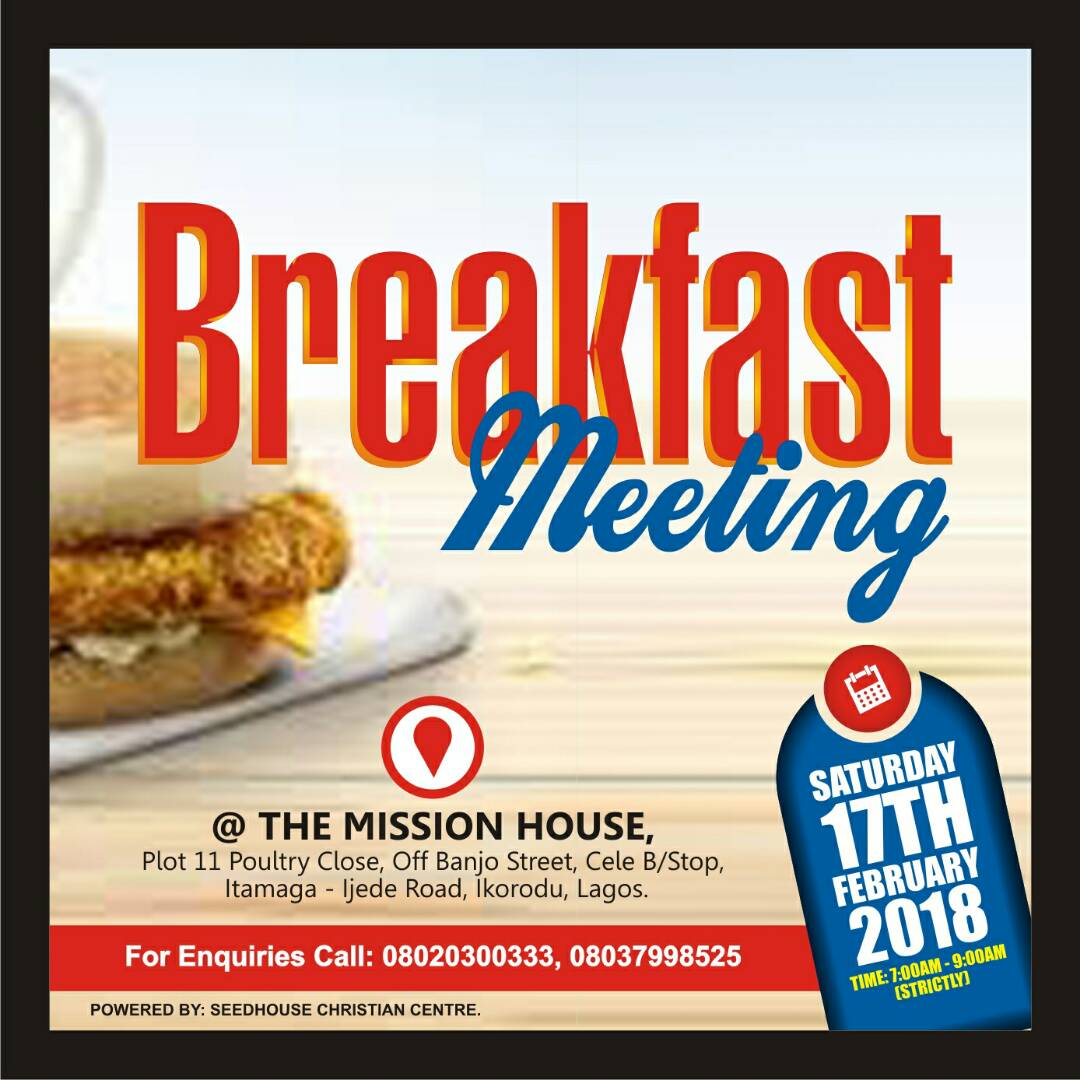 Breakfast
Meeting
@ THE MISSION HOUSE,
Plot 11 Poultry Close, Off Banjo Street, Cele B/Stop,
Itamaga - Ijede Road, Ikorodu, Lagos.
SATURDAY
17TH
FEBRUARY
2018
TIME: 7:00AM - 9:00AM
(STRICTLY)
For Enquiries Call: 08020300333, 08037998525
POWERED BY: SEEDHOUSE CHRISTIAN CENTRE.